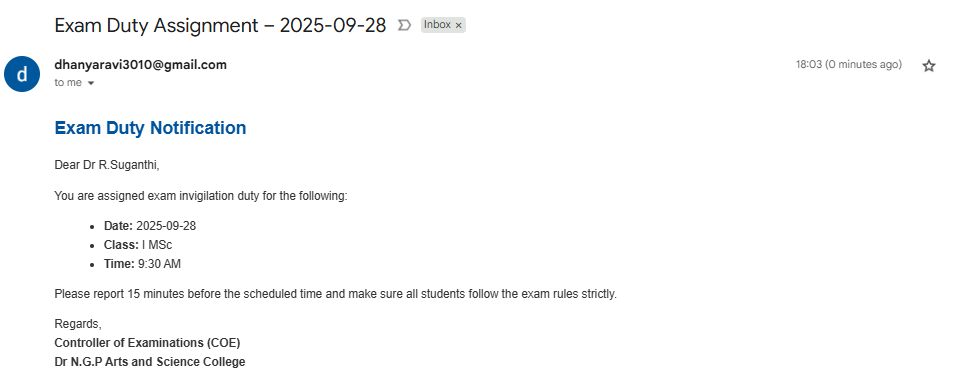 Exam Duty Assignment – 2025-09-28 Inbox ×
d
dhanyaravi3010@gmail.com 18:03 (0 minutes ago)
to me
Exam Duty Notification
Dear Dr R.Suganthi,
You are assigned exam invigilation duty for the following:
• Date: 2025-09-28
• Class: I MSc
• Time: 9:30 AM
Please report 15 minutes before the scheduled time and make sure all students follow the exam rules strictly.
Regards,
Controller of Examinations (COE)
Dr N.G.P Arts and Science College